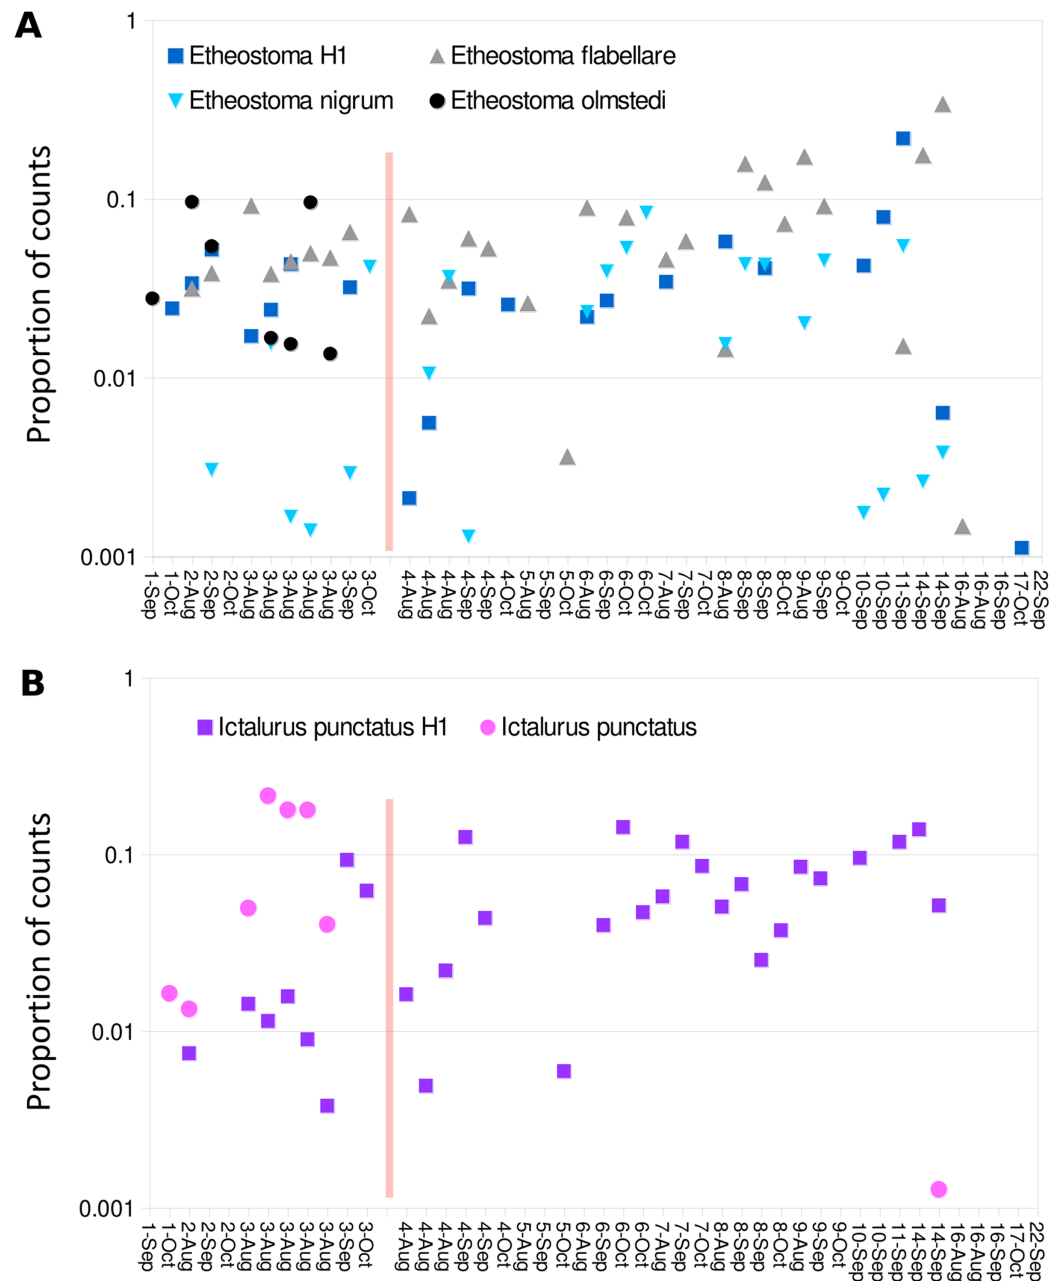 A
1
0.1
0.01
0.001
Proportion of counts
Etheostoma H1
Etheostoma flabellare
Etheostoma nigrum
Etheostoma olmstedi
1-Sep
1-Oct
2-Aug
2-Sep
2-Oct
3-Aug
3-Aug
3-Aug
3-Aug
3-Aug
3-Sep
3-Oct
4-Aug
4-Aug
4-Aug
4-Sep
4-Sep
4-Oct
5-Aug
5-Sep
5-Oct
6-Aug
6-Sep
6-Oct
6-Oct
7-Aug
7-Sep
7-Oct
8-Aug
8-Sep
8-Sep
8-Oct
9-Aug
9-Sep
9-Oct
10-Sep
10-Sep
11-Sep
14-Sep
14-Sep
16-Aug
16-Aug
16-Sep
17-Oct
22-Sep
B
1
0.1
0.01
0.001
Proportion of counts
Ictalurus punctatus H1
Ictalurus punctatus
1-Sep
1-Oct
2-Aug
2-Sep
2-Oct
3-Aug
3-Aug
3-Aug
3-Aug
3-Aug
3-Sep
3-Oct
4-Aug
4-Aug
4-Aug
4-Sep
4-Sep
4-Oct
5-Aug
5-Sep
5-Oct
6-Aug
6-Sep
6-Oct
6-Oct
7-Aug
7-Sep
7-Oct
8-Aug
8-Sep
8-Sep
8-Oct
9-Aug
9-Sep
9-Oct
10-Sep
10-Sep
11-Sep
14-Sep
14-Sep
16-Aug
16-Aug
16-Sep
17-Oct
22-Sep